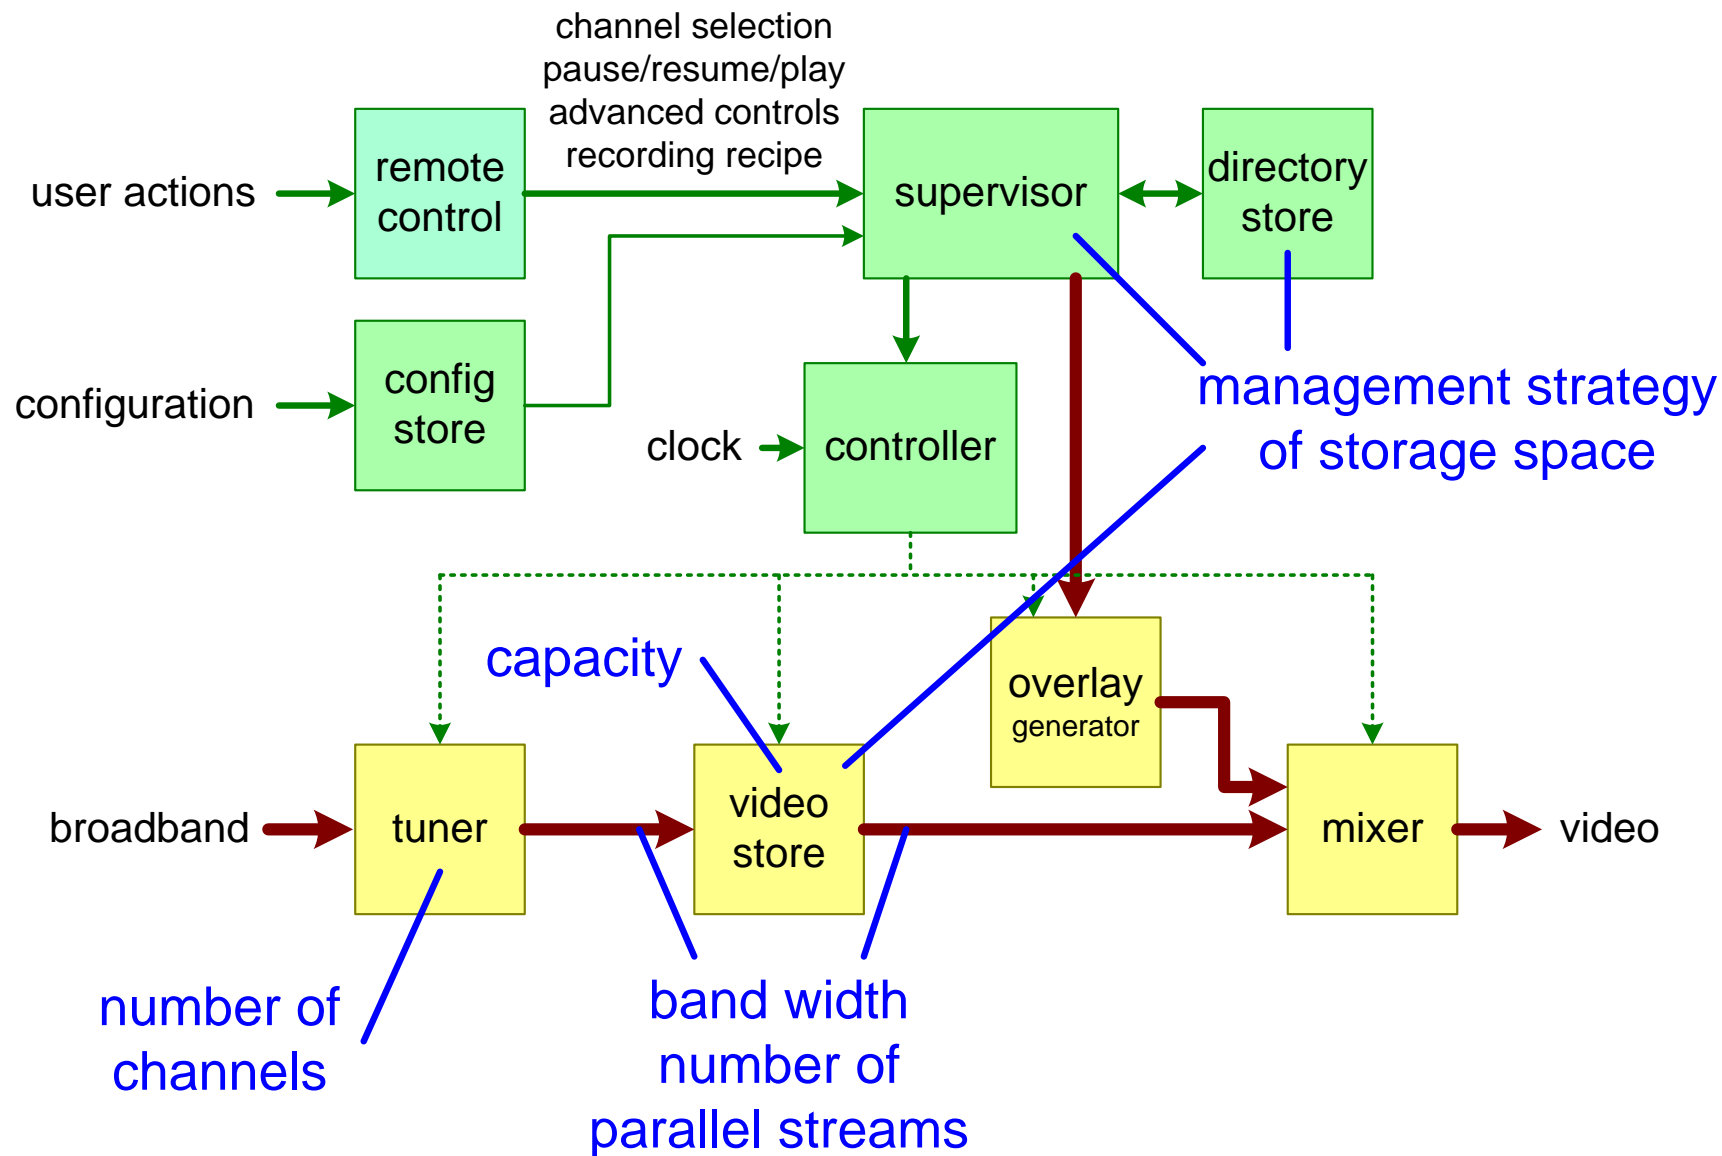 channel selection
pause/resume/play
advanced controls
recording recipe
user actions
remote
control
supervisor
directory
store
configuration
config
store
clock
controller
management strategy
of storage space
capacity
overlay
generator
broadband
tuner
video
store
mixer
video
number of
channels
band width
number of
parallel streams